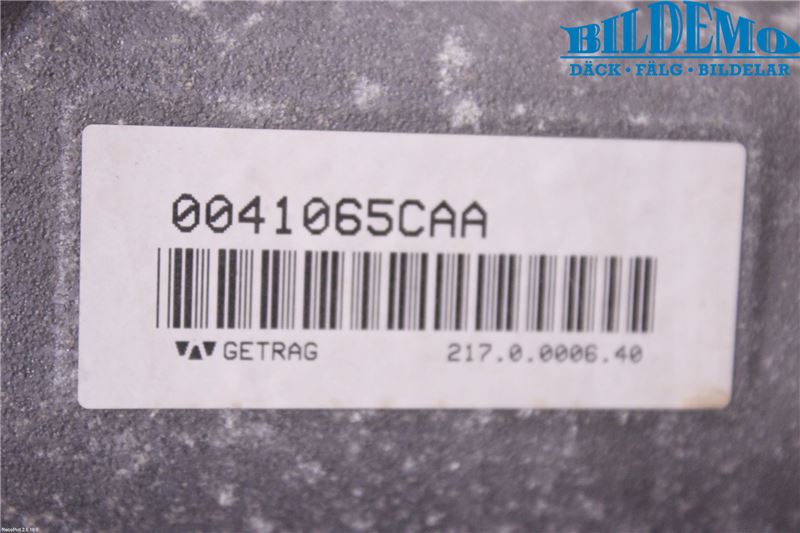 BILDEMO
DÄCK • FÄLG • BILDELAR
0041065CAA
GETRAG 217.0.0006.40